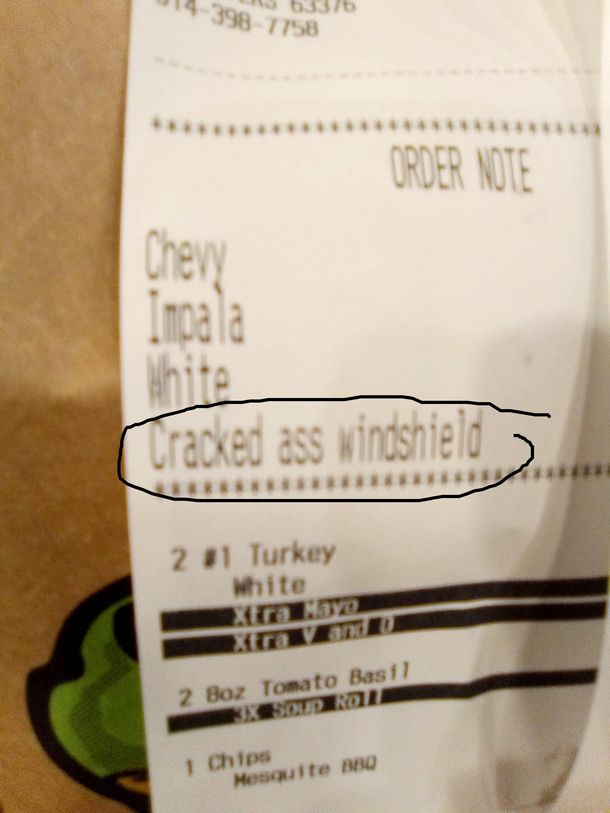 63376
314-398-7758
****************************************
ORDER NOTE
Chevy
Impala
White
Cracked ass windshield
****************************************
2 #1 Turkey
White
Xtra Mayo
Xtra V and O
2 8oz Tomato Basil
3X Soup Roll
1 Chips
Mesquite BBQ